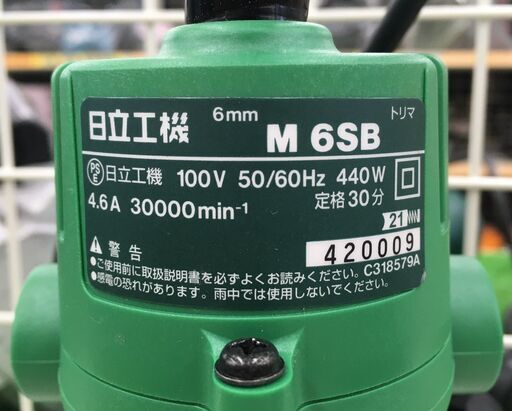 日立工機 6mm M 6SB トリマ
PSE 日立工機 100V 50/60Hz 440W
4.6A 30000min⁻¹ 定格30分
21
⚠警告 420009
●ご使用前に取扱説明書を必ずよくお読みください。C318579A
●感電の恐れがあります。雨中では使用しないでください。